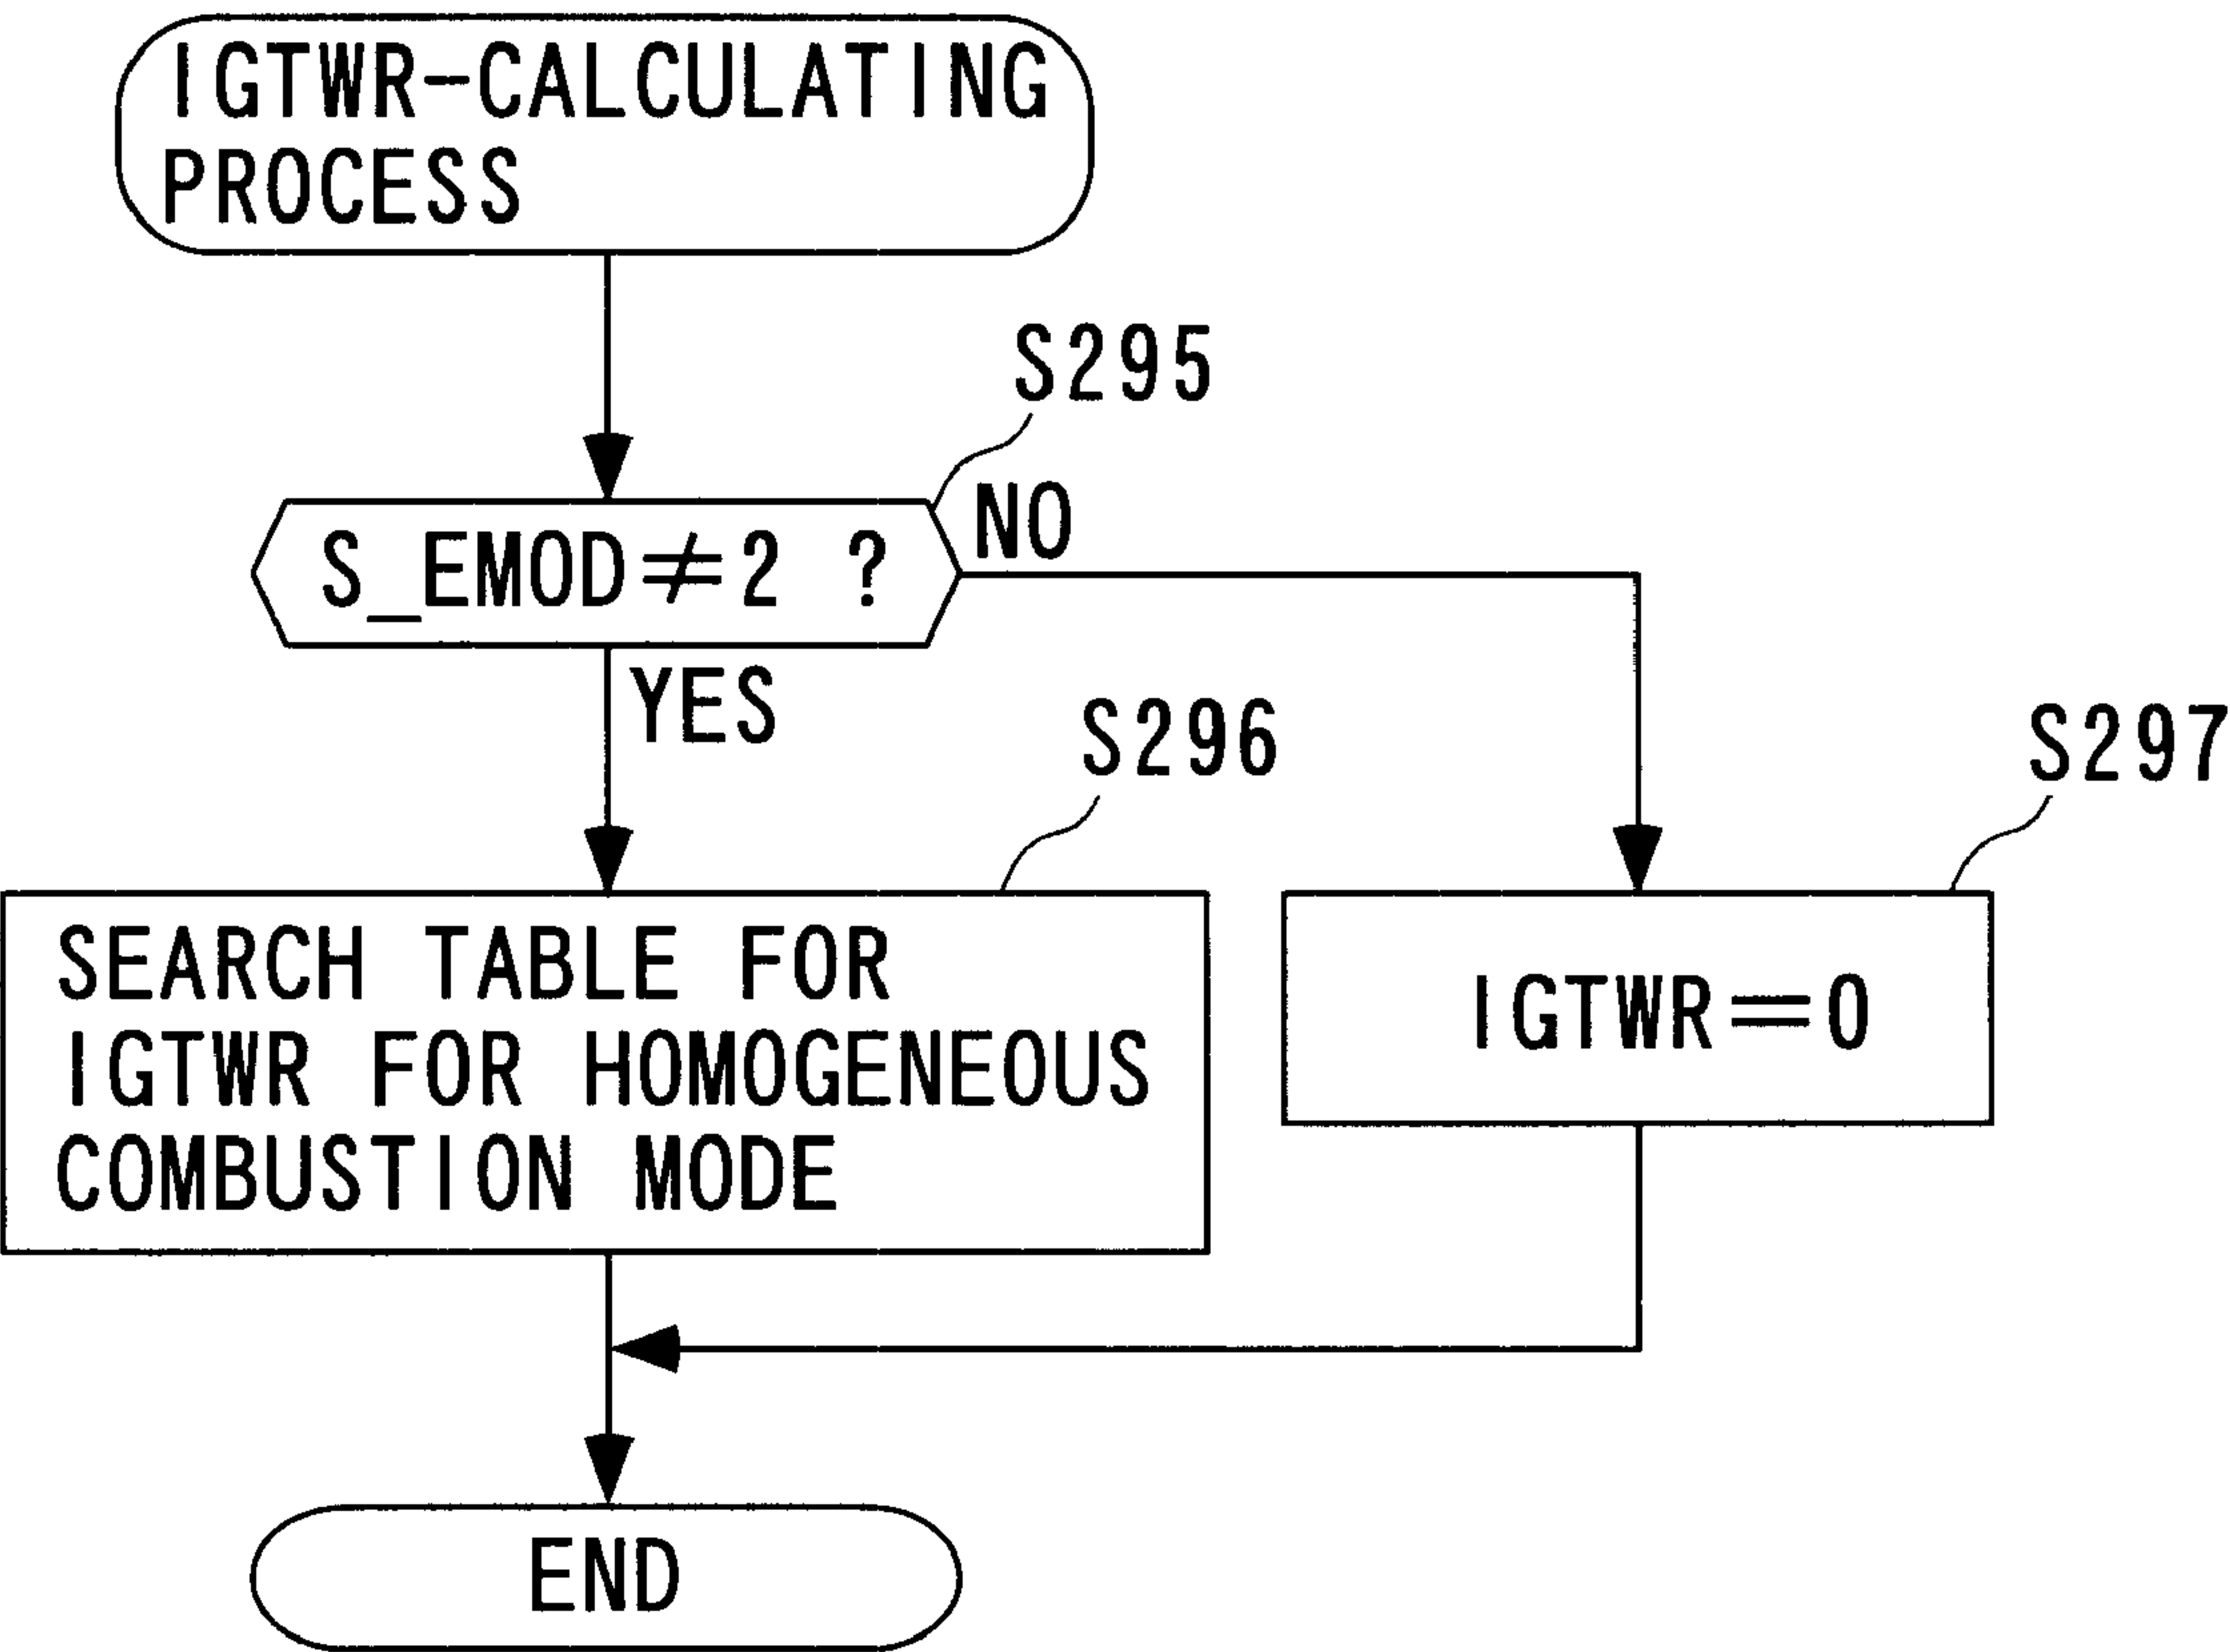 IGTWR-CALCULATING
PROCESS
S295
S_EMOD≠2 ?
NO
YES
S296
S297
SEARCH TABLE FOR
IGTWR FOR HOMOGENEOUS
COMBUSTION MODE
IGTWR=0
END